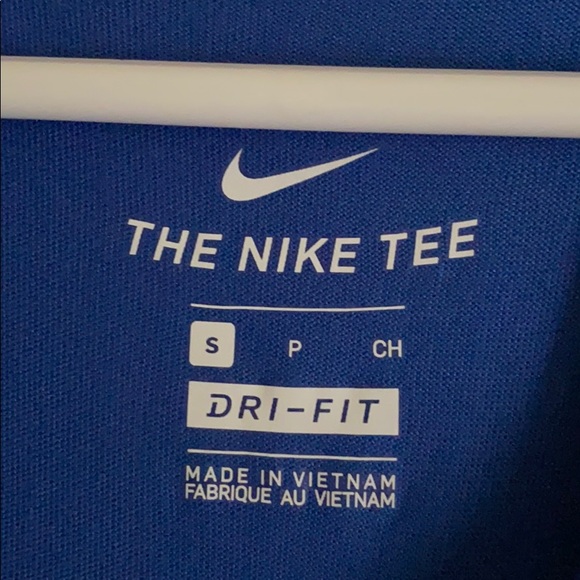 THE NIKE TEE
S P CH
DRI-FIT
MADE IN VIETNAM
FABRIQUE AU VIETNAM